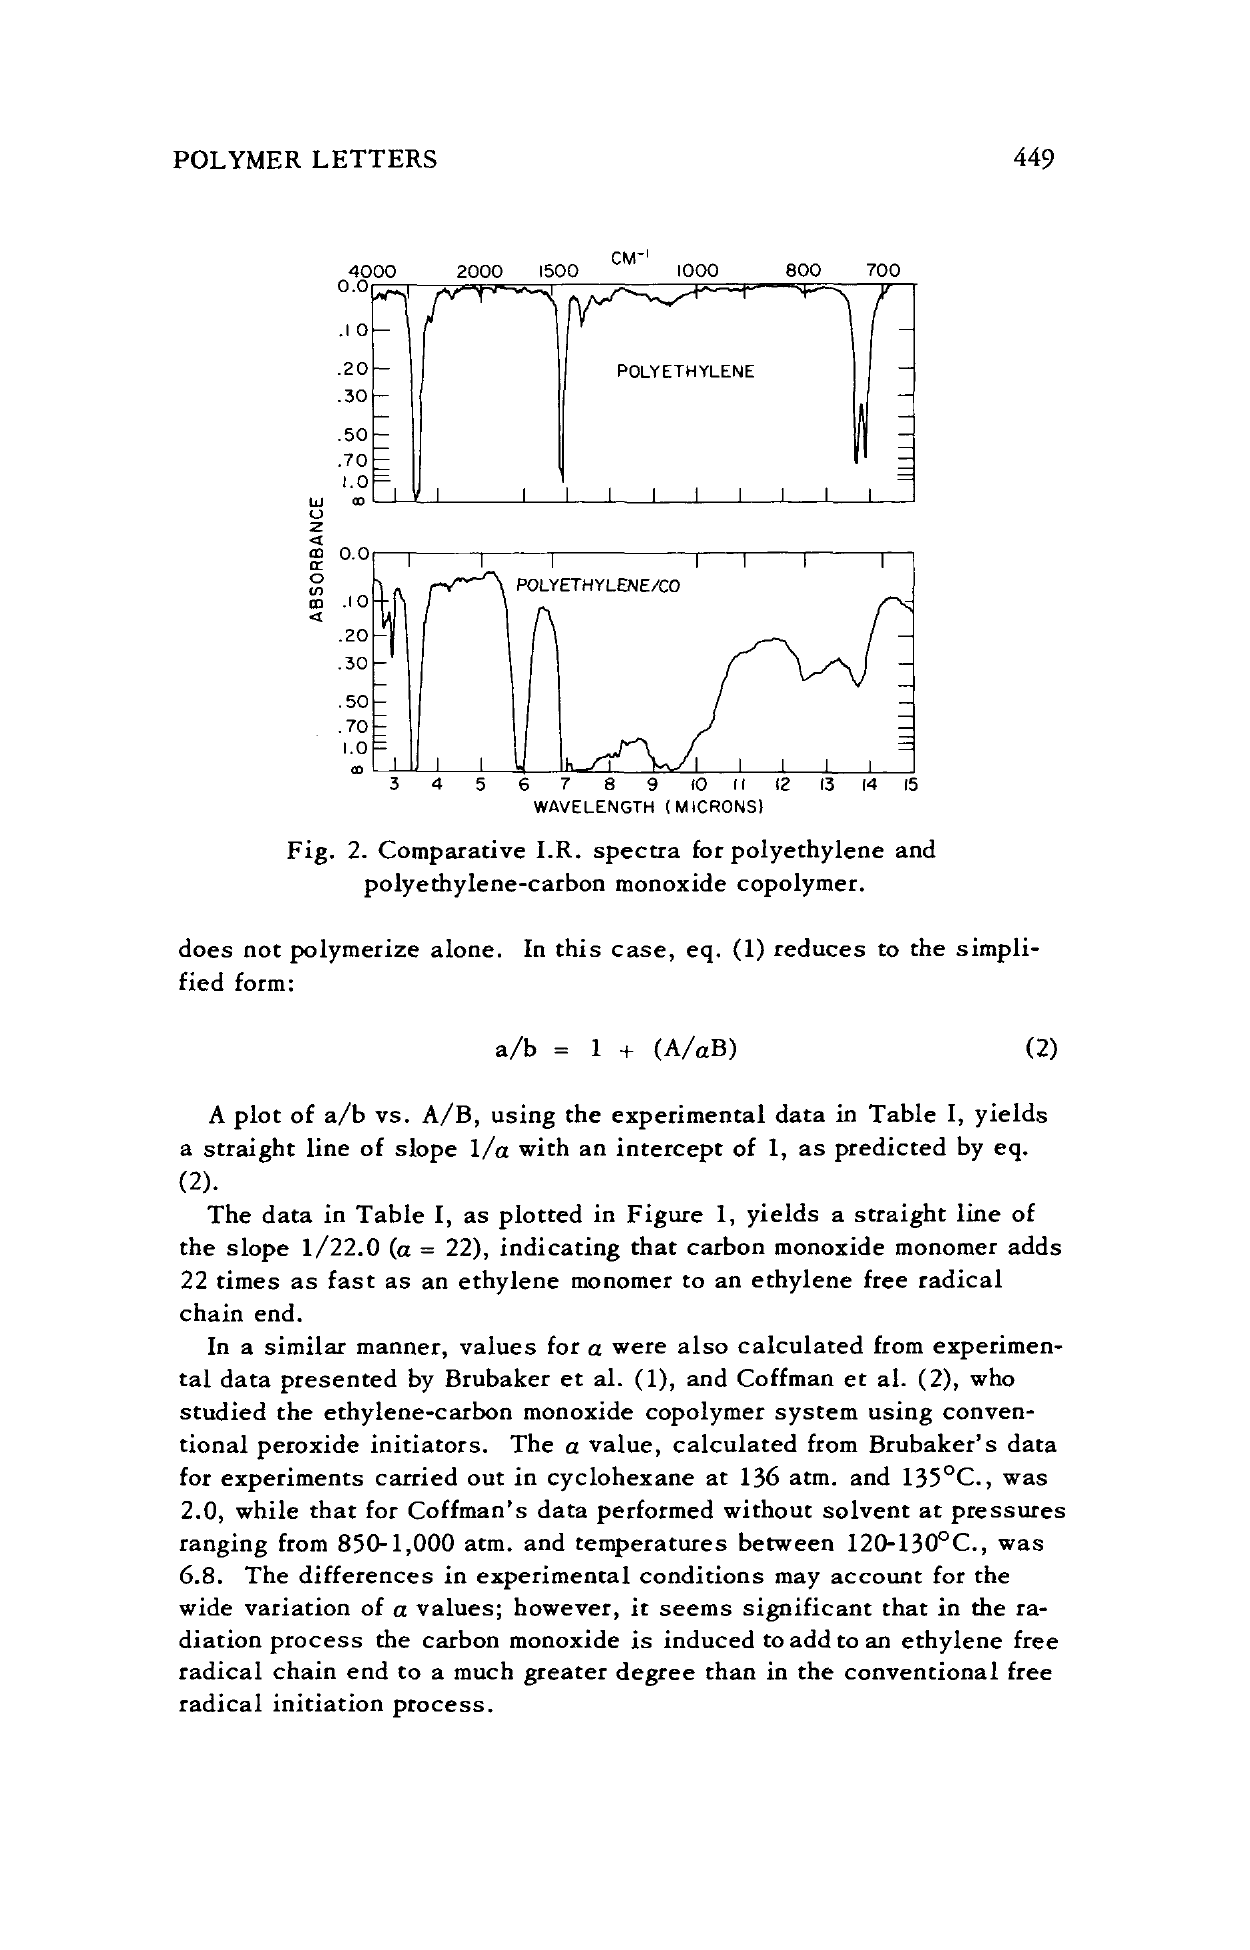 POLYMER LETTERS 449
CM⁻¹
4000 2000 1500 1000 800 700
0.0
.10
.20
.30
.50
.70
1.0
∞
POLYETHYLENE
ABSORBANCE
0.0
.10
.20
.30
.50
.70
1.0
∞
POLYETHYLENE/CO
3 4 5 6 7 8 9 10 11 12 13 14 15
WAVELENGTH (MICRONS)
Fig. 2. Comparative I.R. spectra for polyethylene and
polyethylene-carbon monoxide copolymer.
does not polymerize alone. In this case, eq. (1) reduces to the simpli-
fied form:
a/b = 1 + (A/αB) (2)
A plot of a/b vs. A/B, using the experimental data in Table I, yields
a straight line of slope 1/α with an intercept of 1, as predicted by eq.
(2).
The data in Table I, as plotted in Figure 1, yields a straight line of
the slope 1/22.0 (α = 22), indicating that carbon monoxide monomer adds
22 times as fast as an ethylene monomer to an ethylene free radical
chain end.
In a similar manner, values for α were also calculated from experimen-
tal data presented by Brubaker et al. (1), and Coffman et al. (2), who
studied the ethylene-carbon monoxide copolymer system using conven-
tional peroxide initiators. The α value, calculated from Brubaker's data
for experiments carried out in cyclohexane at 136 atm. and 135°C., was
2.0, while that for Coffman's data performed without solvent at pressures
ranging from 850-1,000 atm. and temperatures between 120-130°C., was
6.8. The differences in experimental conditions may account for the
wide variation of α values; however, it seems significant that in the ra-
diation process the carbon monoxide is induced to add to an ethylene free
radical chain end to a much greater degree than in the conventional free
radical initiation process.